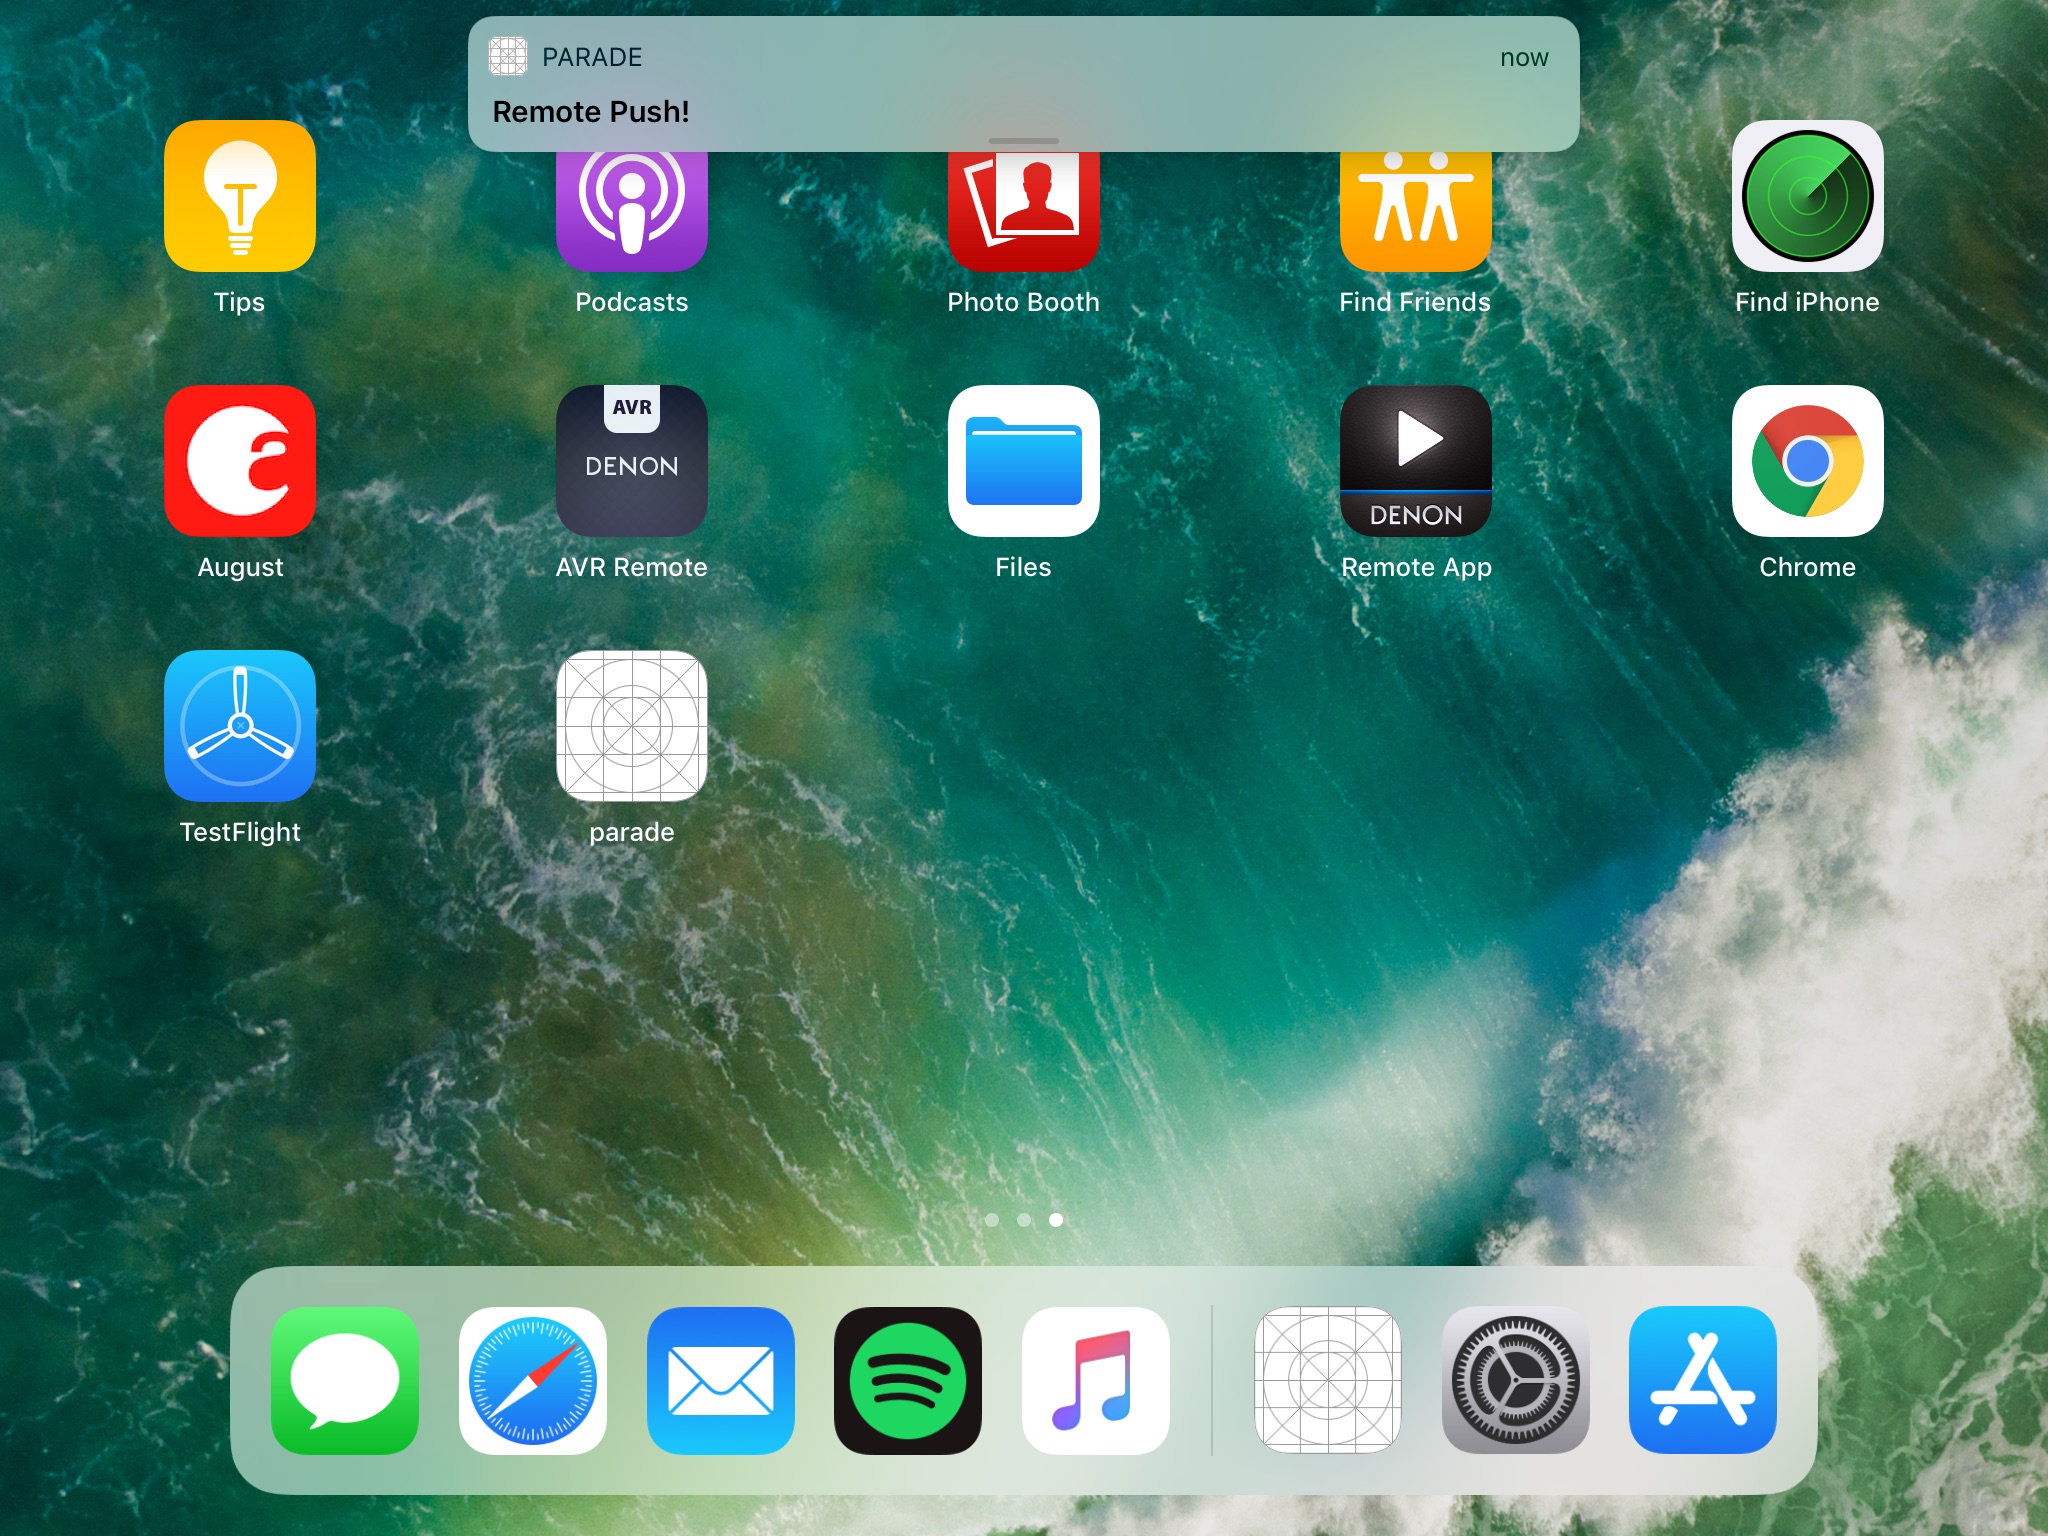 PARADE now
Remote Push!
Tips Podcasts Photo Booth Find Friends Find iPhone
AVR
DENON
DENON
August AVR Remote Files Remote App Chrome
TestFlight parade